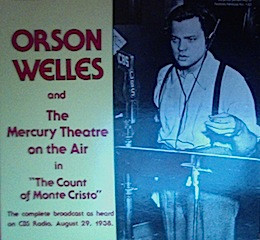 ORSON
WELLES
and
The
Mercury Theatre
on the Air
in
"The Count
of Monte Cristo"
The complete broadcast as heard
on CBS Radio, August 29, 1938.
CBS